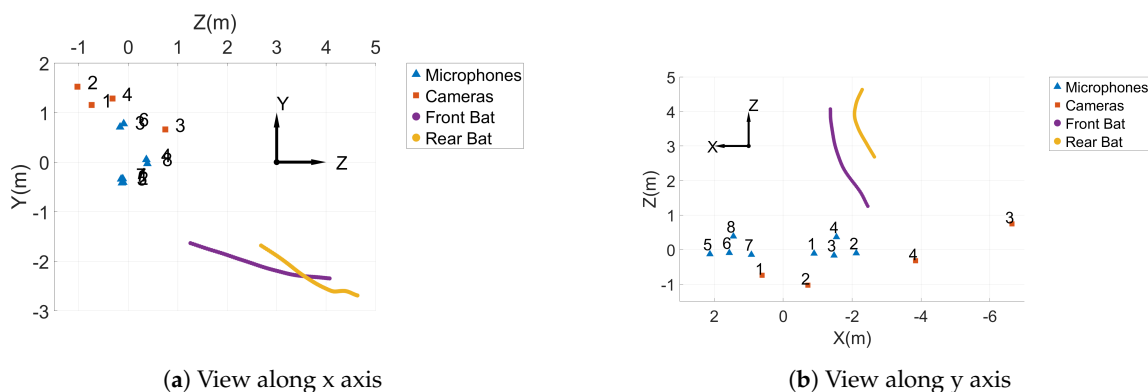 Z(m)
-1 0 1 2 3 4 5
2
1
0
-1
-2
-3
Y(m)
2
1 4
6
3 3
4
8
Y
Z
Microphones
Cameras
Front Bat
Rear Bat
(a) View along x axis
5
4
3
2
1
0
-1
Z(m)
Z
X
8 4 3
5 6 7 1 3 2
1 2 4
2 0 -2 -4 -6
X(m)
Microphones
Cameras
Front Bat
Rear Bat
(b) View along y axis